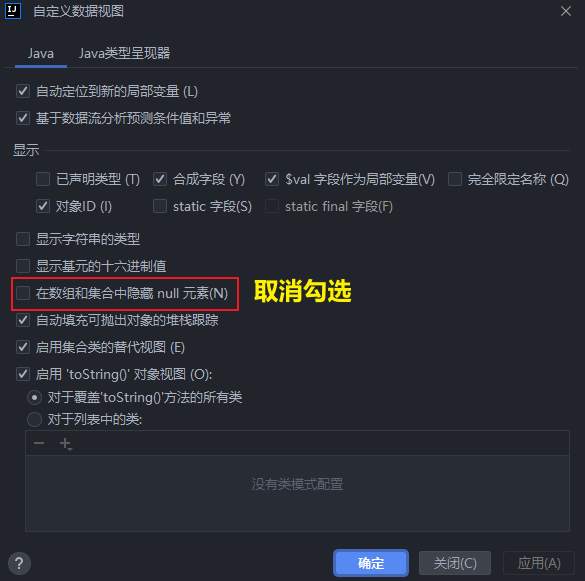 IJ 自定义数据视图
Java Java类型呈现器
自动定位到新的局部变量 (L)
基于数据流分析预测条件值和异常
显示
已声明类型 (T) 合成字段 (Y) $val 字段作为局部变量(V) 完全限定名称 (Q)
对象ID (I) static 字段(S) static final 字段(F)
显示字符串的类型
显示基元的十六进制值
在数组和集合中隐藏 null 元素(N) 取消勾选
自动填充可抛出对象的堆栈跟踪
启用集合类的替代视图 (E)
启用 'toString()' 对象视图 (O):
对于覆盖'toString()'方法的所有类
对于列表中的类:
没有类模式配置
? 确定 关闭(C) 应用(A)